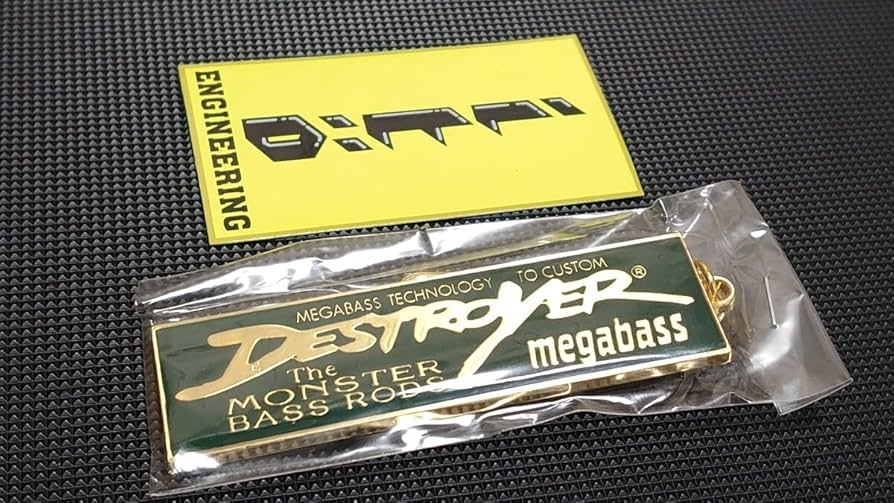 ENGINEERING
MEGABASS TECHNOLOGY TO CUSTOM
DESTROYER®
megabass
The
MONSTER
BASS RODS